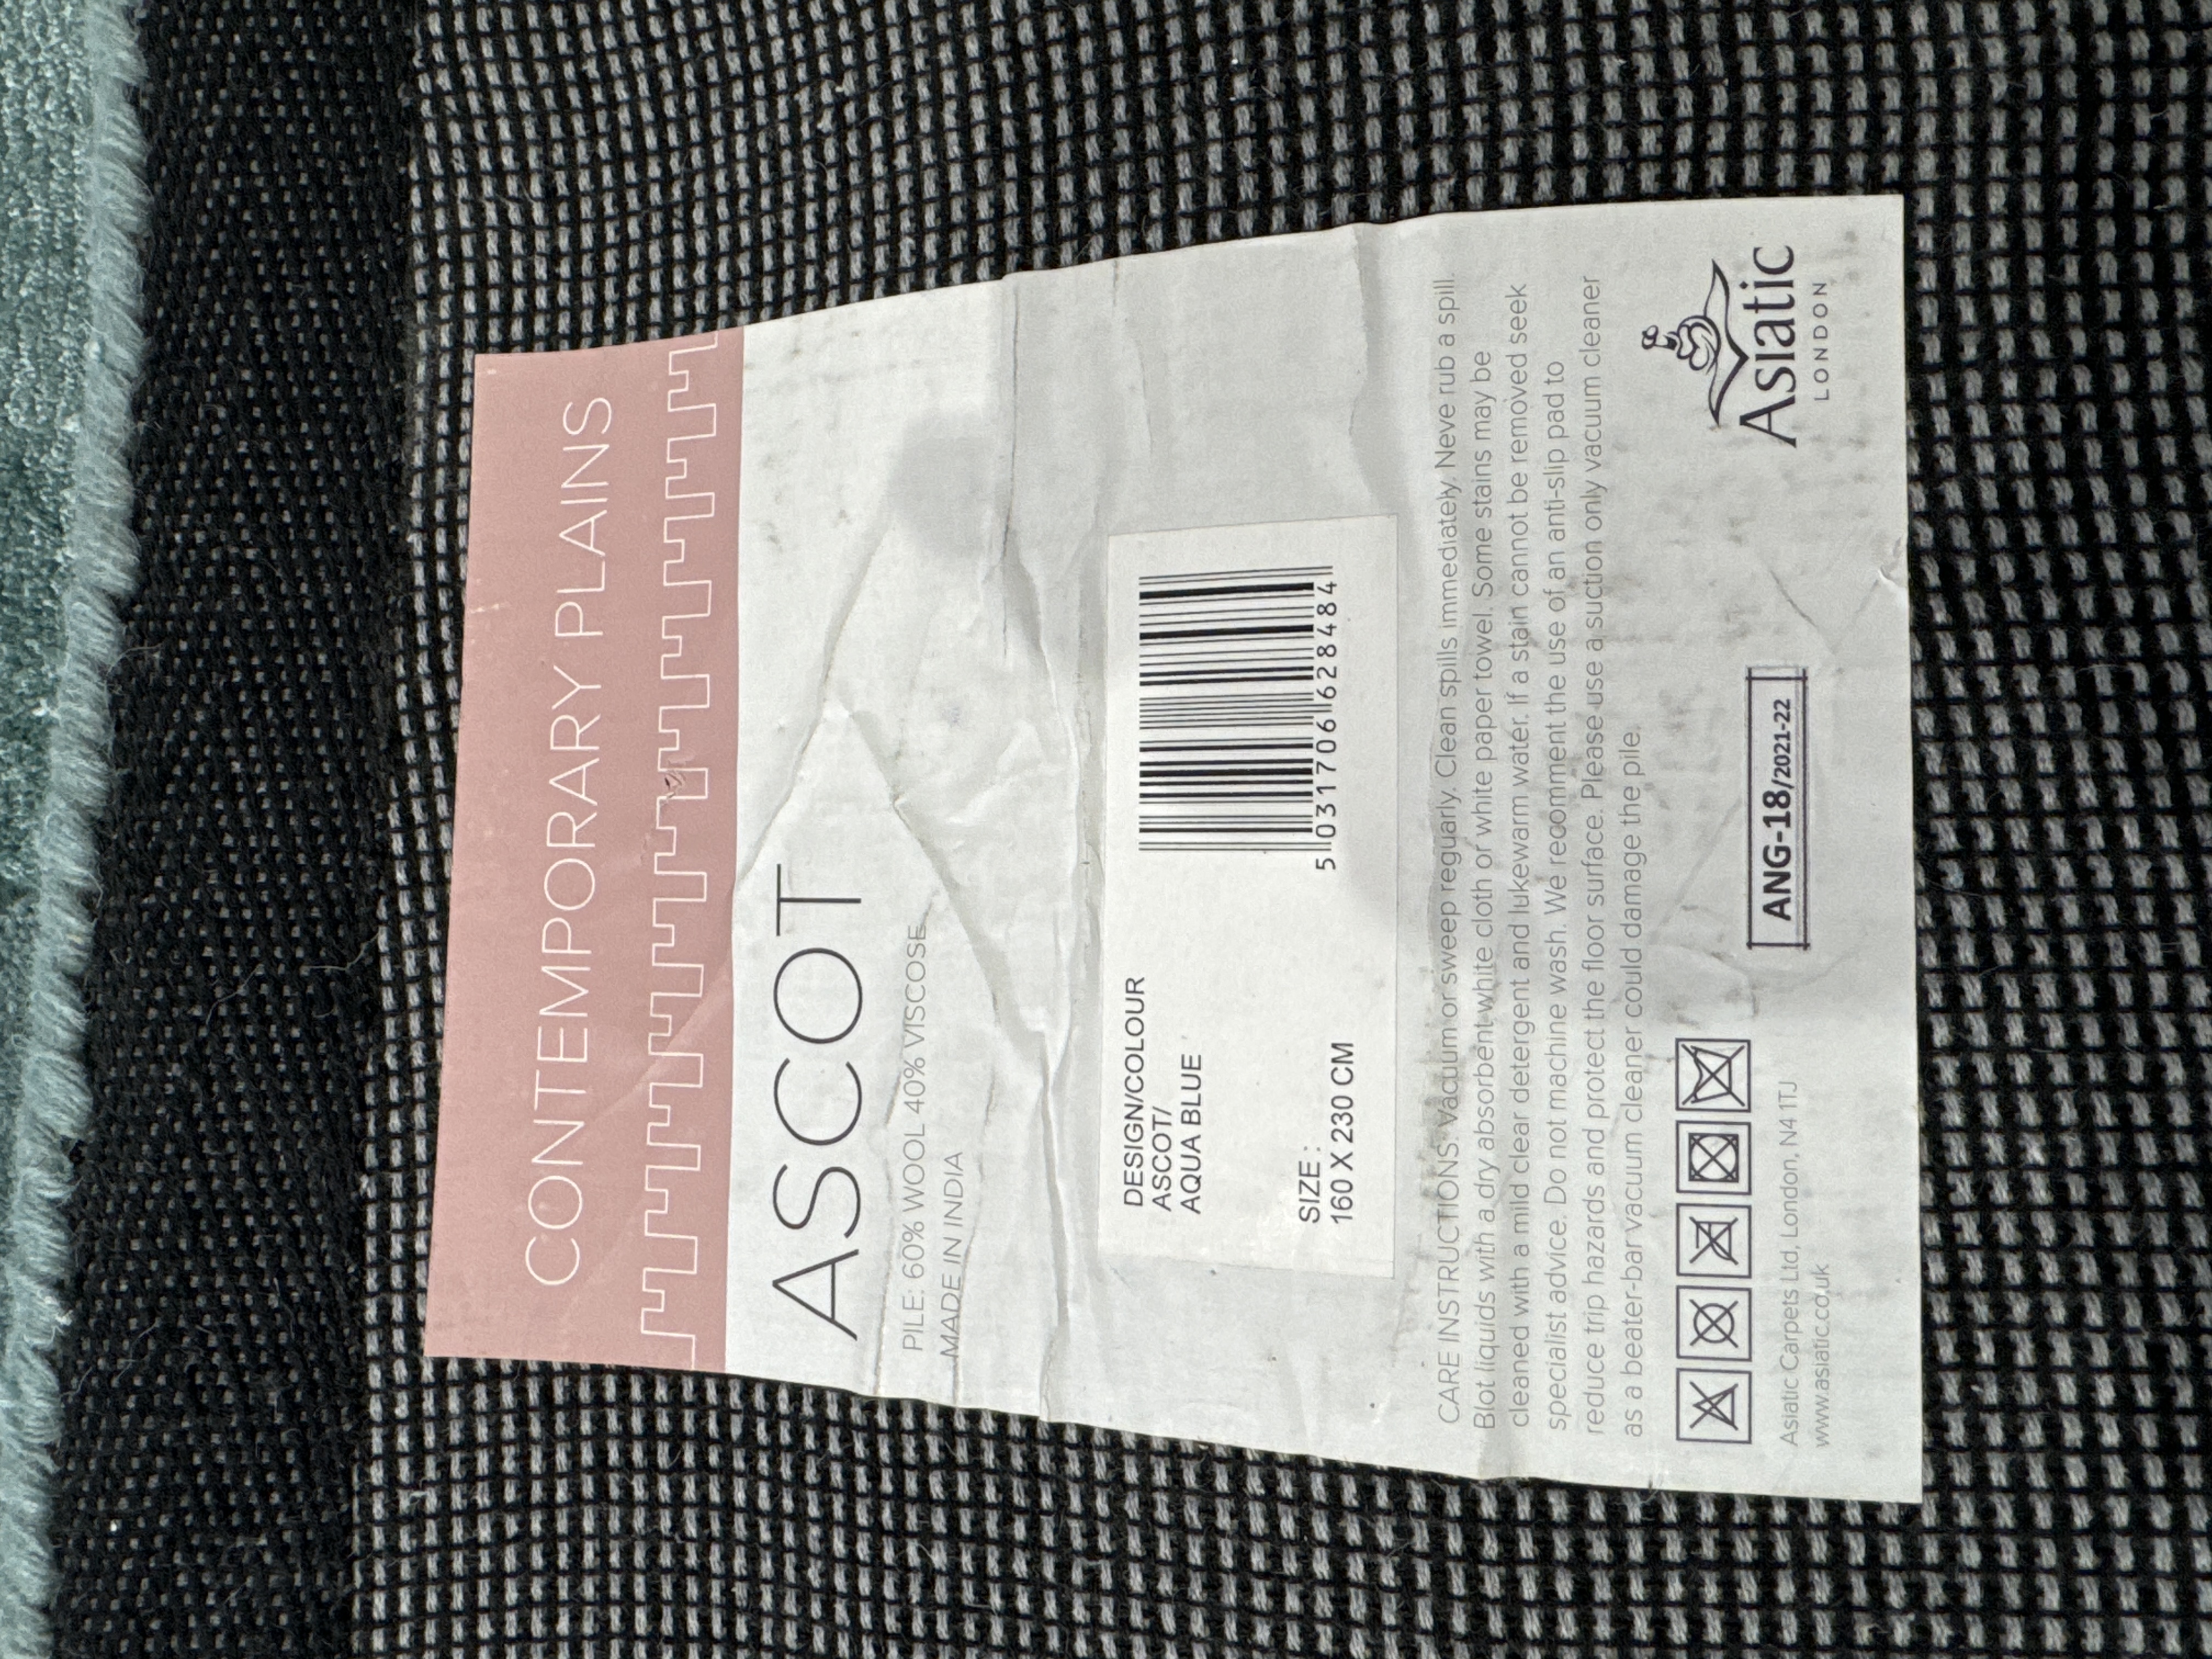 CONTEMPORARY PLAINS
ASCOT
PILE: 60% WOOL 40% VISCOSE
MADE IN INDIA
DESIGN/COLOUR
ASCOT/
AQUA BLUE
SIZE :
160 X 230 CM
5 031706 628484
CARE INSTRUCTIONS: Vacuum or sweep regularly. Clean spills immediately. Neve rub a spill.
Blot liquids with a dry absorbent white cloth or white paper towel. Some stains may be
cleaned with a mild clear detergent and lukewarm water. If a stain cannot be removed seek
specialist advice. Do not machine wash. We recomment the use of an anti-slip pad to
reduce trip hazards and protect the floor surface. Please use a suction only vacuum cleaner
as a beater-bar vacuum cleaner could damage the pile.
Asiatic Carpets Ltd, London, N4 1TJ
www.asiatic.co.uk
ANG-18/2021-22
Asiatic
LONDON